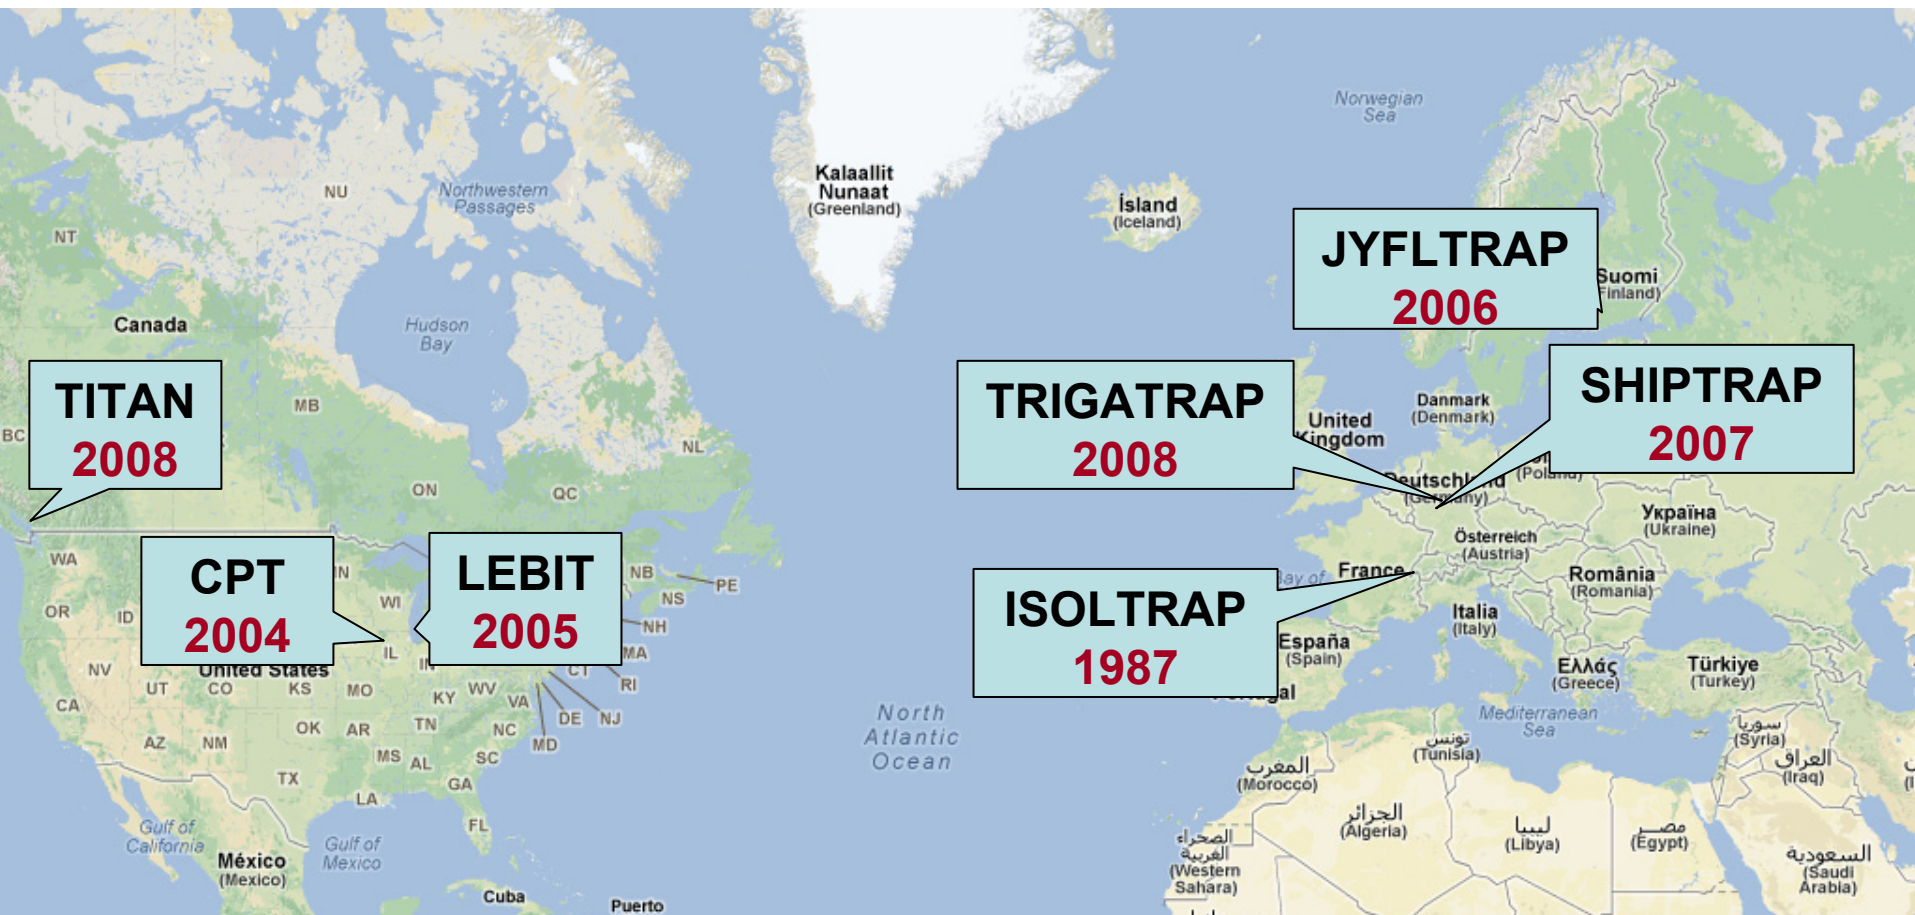 Norwegian
Sea
Kalaallit
Nunaat
(Greenland)
NU
Northwestern
Passages
Ísland
(Iceland)
NT
JYFLTRAP
2006
Suomi
Finland)
Canada
Hudson
Bay
TITAN
2008
MB
BC
NL
TRIGATRAP
2008
United
Kingdom
Danmark
(Denmark)
SHIPTRAP
2007
ON
QC
(Germany)
(Poland)
Україна
(Ukraine)
Österreich
(Austria)
WA
CPT
2004
LEBIT
2005
WI
NB
PE
NS
NH
MA
RI
CT
OR
ID
IL
United States
ISOLTRAP
1987
Bay of
France
România
(Romania)
Italia
(Italy)
España
(Spain)
Ελλάς
(Greece)
Türkiye
(Turkey)
NV
UT
CO
KS
MO
KY
WV
VA
CA
DE
NJ
MD
OK
AR
TN
NC
AZ
NM
MS
AL
SC
TX
LA
GA
FL
North
Atlantic
Ocean
Mediterranean
Sea
تونس
(Tunisia)
سوريا
(Syria)
العراق
(Iraq)
المغرب
(Morocco)
الجزائر
(Algeria)
ليبيا
(Libya)
مصر
(Egypt)
السعودية
(Saudi
Arabia)
الصحراء
الغربية
(Western
Sahara)
Gulf of
California
Gulf of
Mexico
México
(Mexico)
Cuba
Puerto